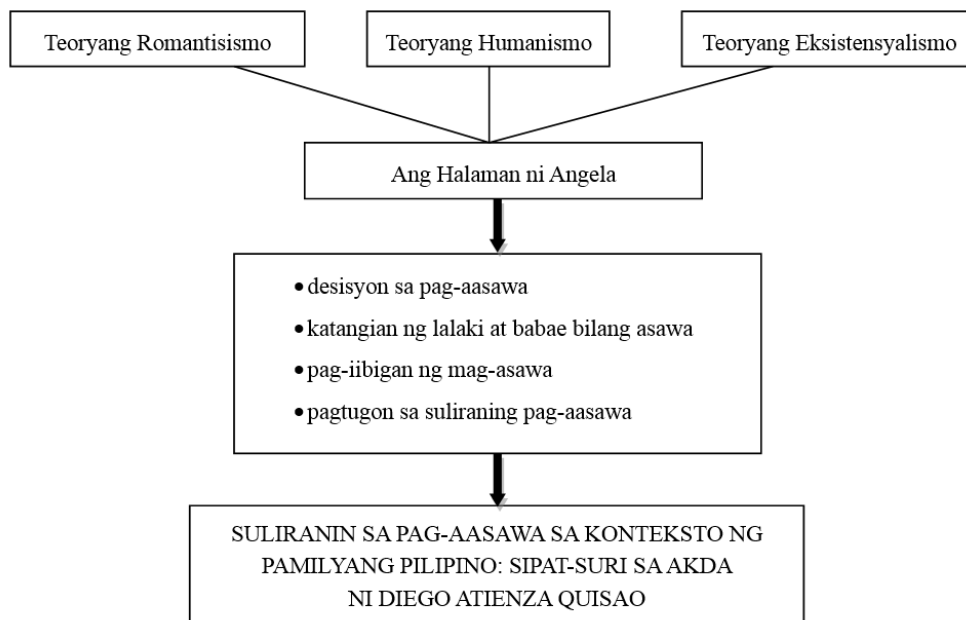 Teoryang Romantisismo
Teoryang Humanismo
Teoryang Eksistensyalismo
Ang Halaman ni Angela
• desisyon sa pag-aasawa
• katangian ng lalaki at babae bilang asawa
• pag-iibigan ng mag-asawa
• pagtugon sa suliraning pag-aasawa
SULIRANIN SA PAG-AASAWA SA KONTEKSTO NG
PAMILYANG PILIPINO: SIPAT-SURI SA AKDA
NI DIEGO ATIENZA QUISAO